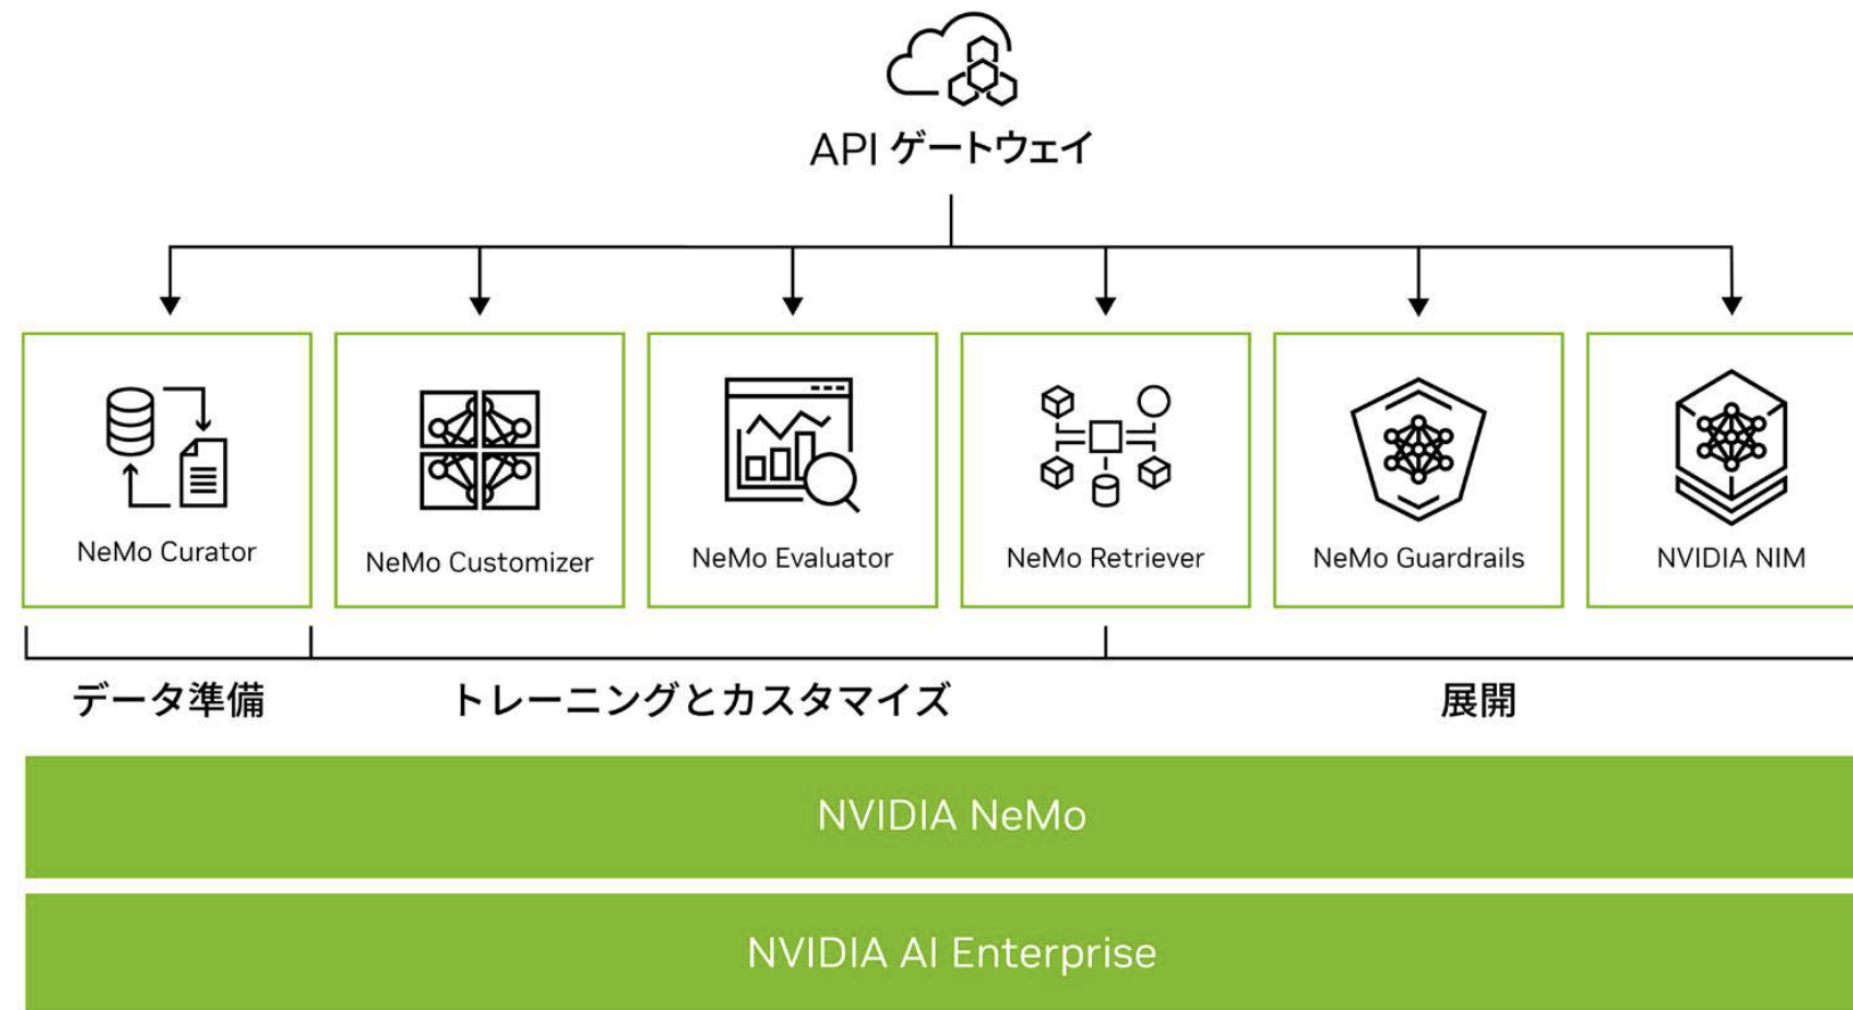 API ゲートウェイ
NeMo Curator
NeMo Customizer
NeMo Evaluator
NeMo Retriever
NeMo Guardrails
NVIDIA NIM
データ準備
トレーニングとカスタマイズ
展開
NVIDIA NeMo
NVIDIA AI Enterprise